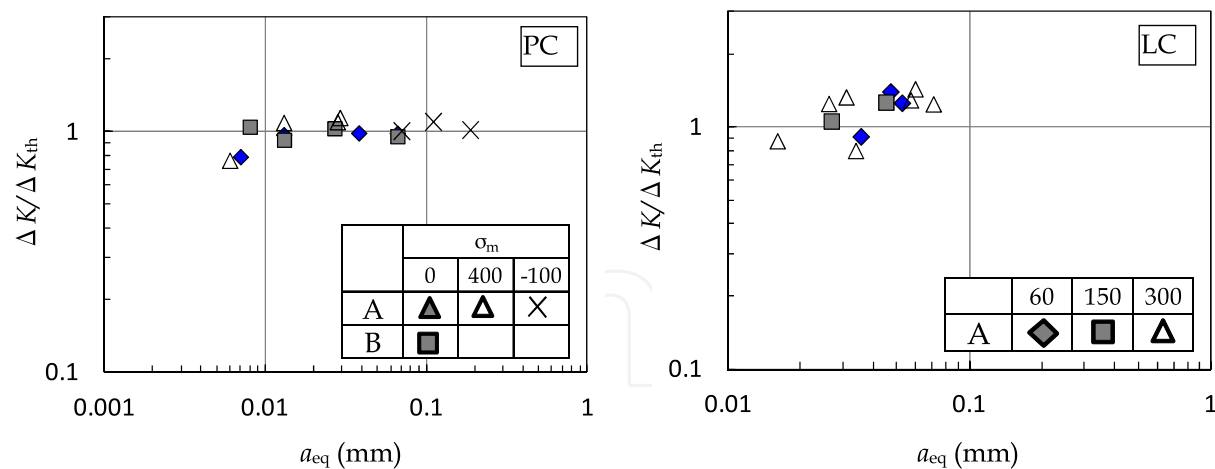 PC
1
0.1
ΔK/ΔKth
σm
0 400 -100
A
B
0.001 0.01 0.1 1
aeq (mm)
LC
1
0.1
ΔK/ΔKth
60 150 300
A
0.01 0.1 1
aeq (mm)